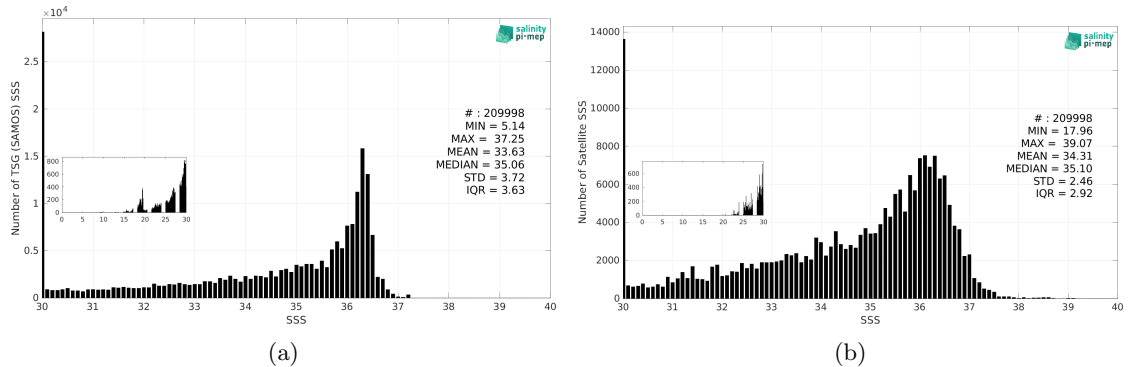 ×10⁴
salinity
pi-mep
Number of TSG (SAMOS) SSS
3
2.5
2
1.5
1
0.5
0
# : 209998
MIN = 5.14
MAX = 37.25
MEAN = 33.63
MEDIAN = 35.06
STD = 3.72
IQR = 3.63
800
600
400
200
0
0 5 10 15 20 25 30
30 31 32 33 34 35 36 37 38 39 40
SSS
(a)
salinity
pi-mep
Number of Satellite SSS
14000
12000
10000
8000
6000
4000
2000
0
# : 209998
MIN = 17.96
MAX = 39.07
MEAN = 34.31
MEDIAN = 35.10
STD = 2.46
IQR = 2.92
600
400
200
0
0 5 10 15 20 25 30
30 31 32 33 34 35 36 37 38 39 40
SSS
(b)